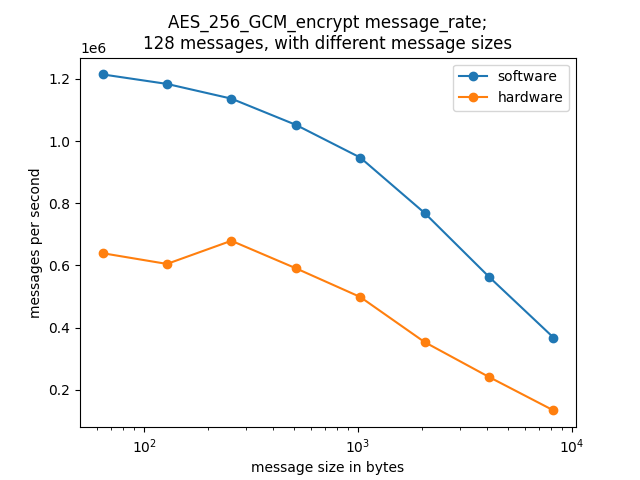 AES_256_GCM_encrypt message_rate;
128 messages, with different message sizes
1e6
software
hardware
1.2
1.0
0.8
0.6
0.4
0.2
messages per second
10² 10³ 10⁴
message size in bytes